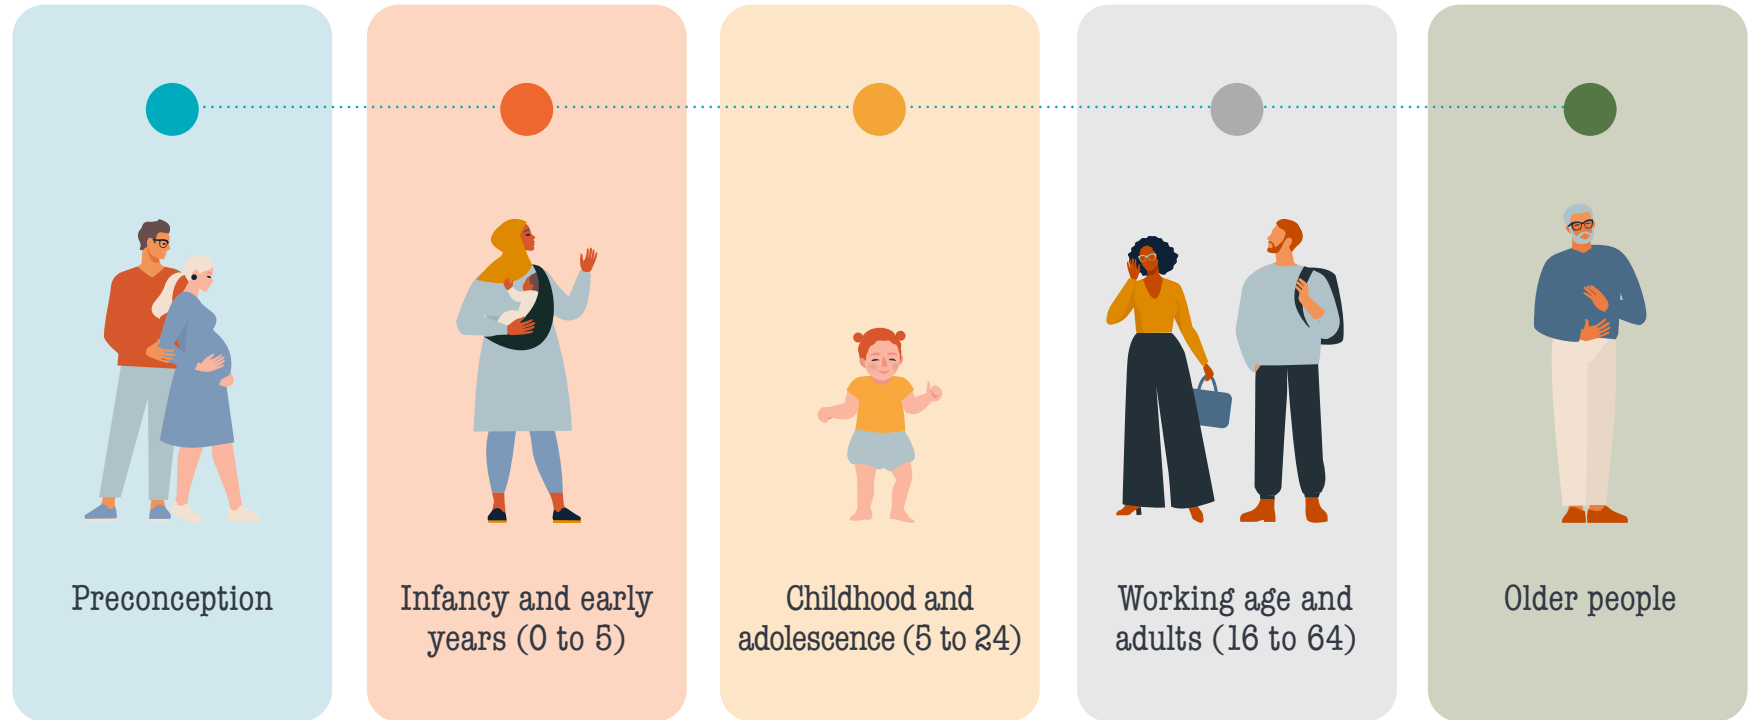 Preconception
Infancy and early
years (0 to 5)
Childhood and
adolescence (5 to 24)
Working age and
adults (16 to 64)
Older people